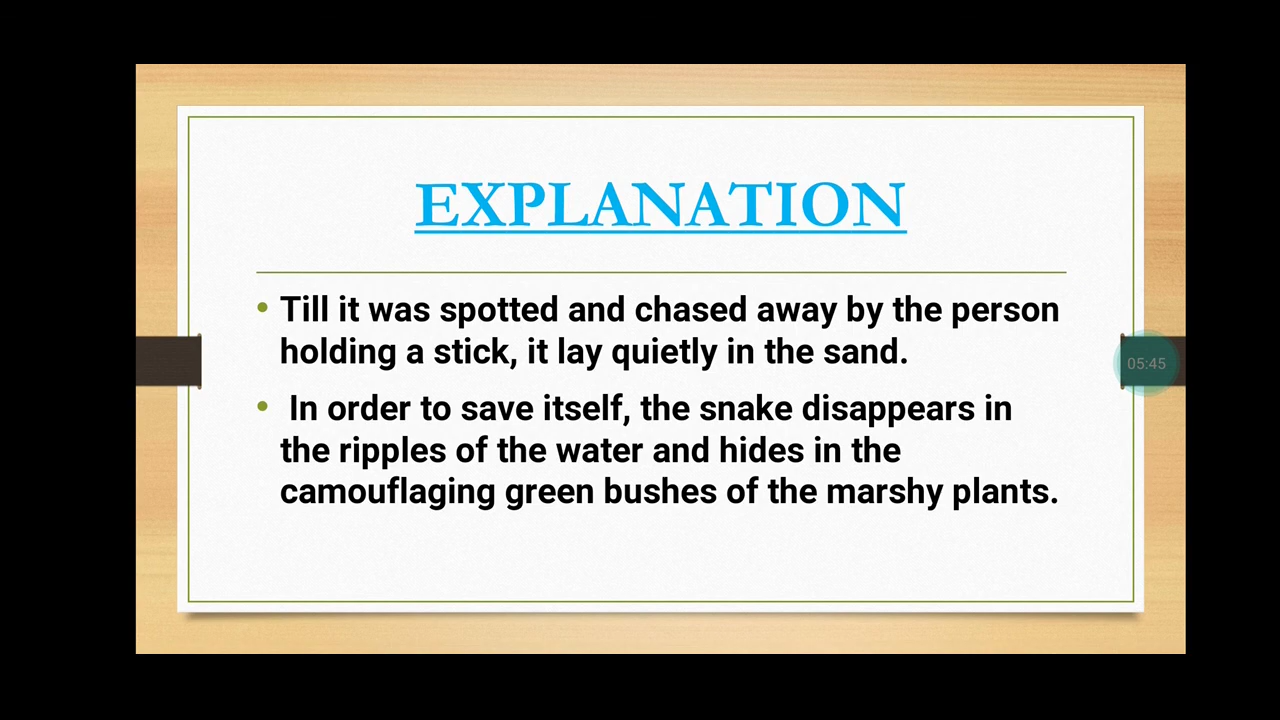 EXPLANATION
• Till it was spotted and chased away by the person
holding a stick, it lay quietly in the sand.
• In order to save itself, the snake disappears in
the ripples of the water and hides in the
camouflaging green bushes of the marshy plants.
05:45